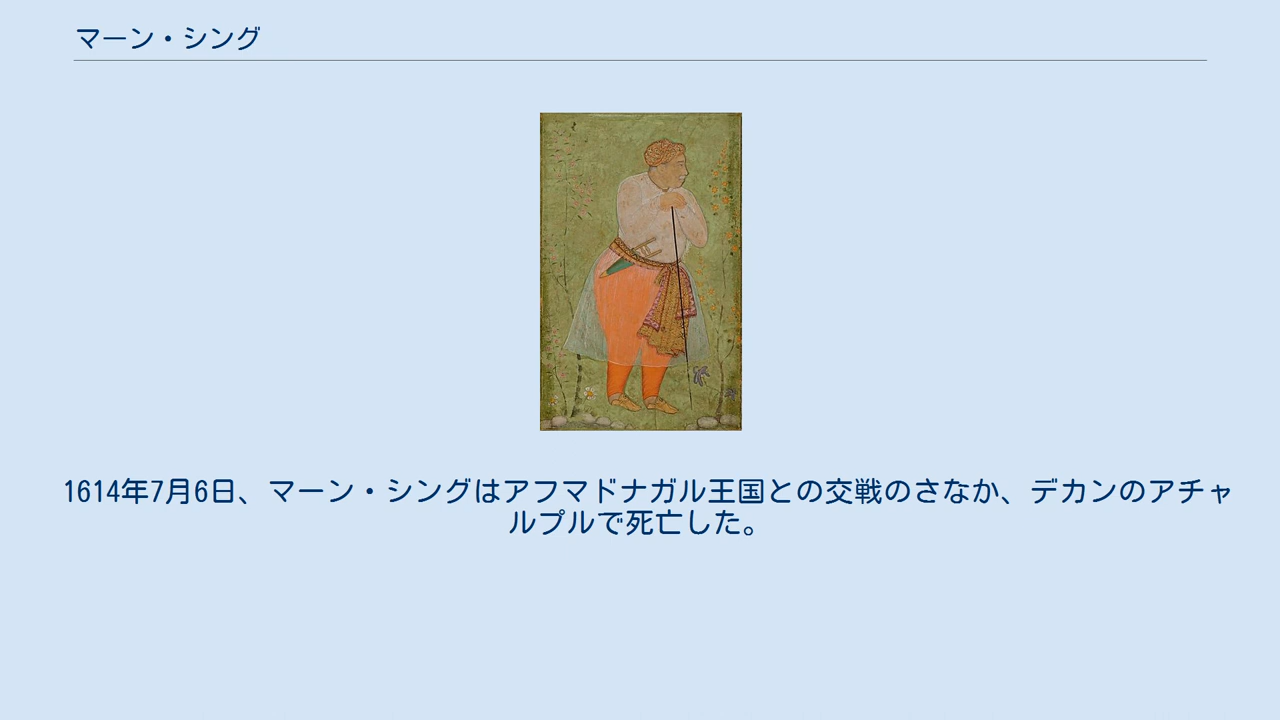 マーン・シング
1614年7月6日、マーン・シングはアフマドナガル王国との交戦のさなか、デカンのアチャ
ルプルで死亡した。